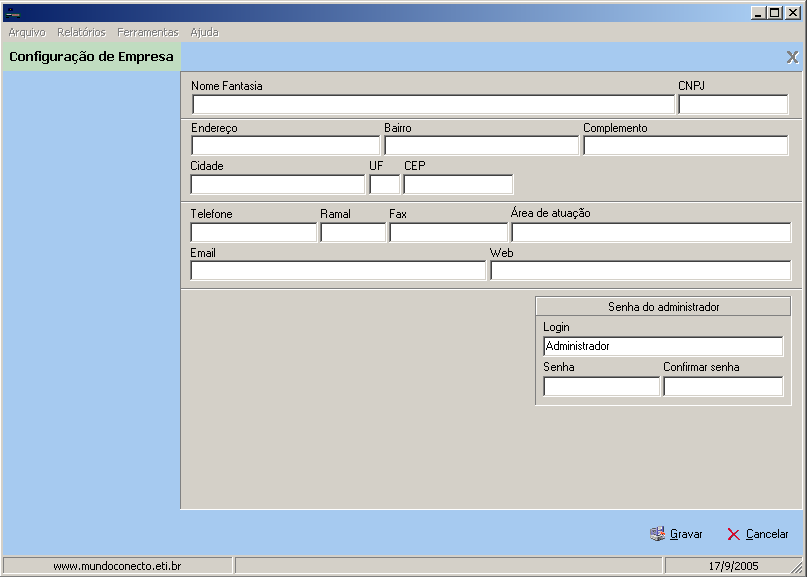 Arquivo Relatórios Ferramentas Ajuda
Configuração de Empresa X
Nome Fantasia CNPJ
Endereço Bairro Complemento
Cidade UF CEP
Telefone Ramal Fax Área de atuação
Email Web
Senha do administrador
Login
Administrador
Senha Confirmar senha
Gravar Cancelar
www.mundoconecto.eti.br 17/9/2005